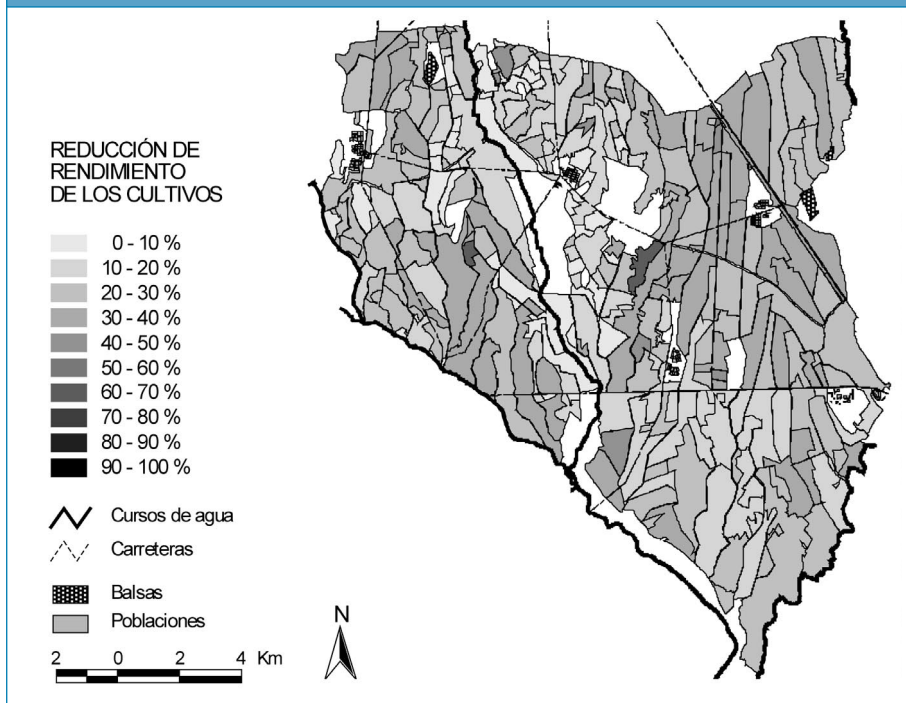 REDUCCIÓN DE
RENDIMIENTO
DE LOS CULTIVOS
0 - 10 %
10 - 20 %
20 - 30 %
30 - 40 %
40 - 50 %
50 - 60 %
60 - 70 %
70 - 80 %
80 - 90 %
90 - 100 %
Cursos de agua
Carreteras
Balsas
Poblaciones
2 0 2 4 Km
N